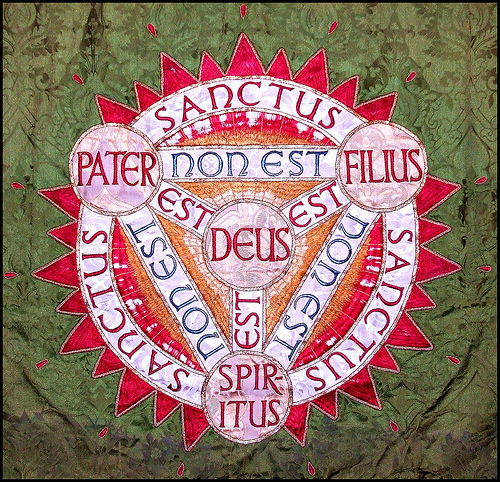 SANCTUS
PATER
NON EST
FILIUS
EST
EST
DEUS
SANCTUS
NON EST
EST
NON EST
SANCTUS
SPIR-
ITUS